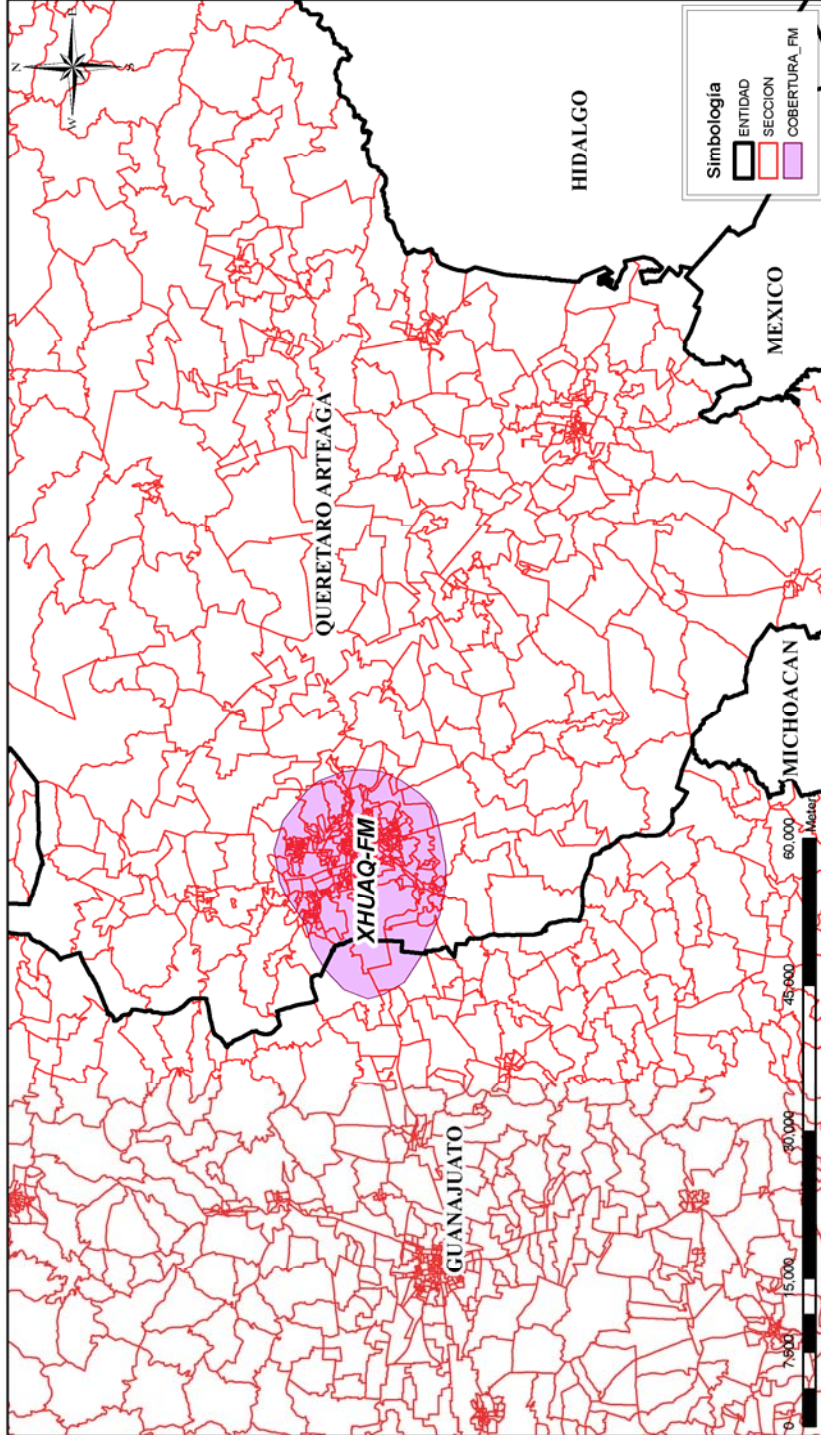 N
E
W
S
HIDALGO
QUERETARO ARTEAGA
MEXICO
XHUAQ-FM
MICHOACAN
GUANAJUATO
Simbología
ENTIDAD
SECCION
COBERTURA_FM
0 7,500 15,000 30,000 45,000 60,000
Meters